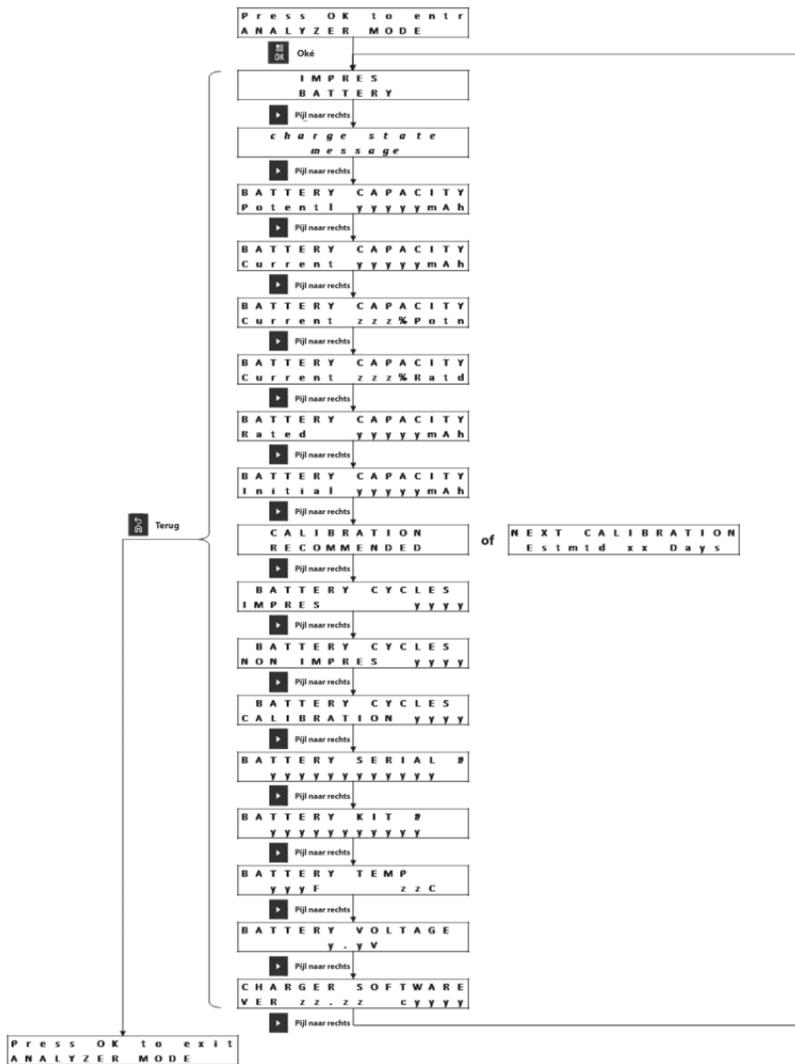 Press OK to entr
ANALYZER MODE
OK Oké
IMPRES
BATTERY
Pijl naar rechts
charge state
message
Pijl naar rechts
BATTERY CAPACITY
Potentl yyyyymAh
Pijl naar rechts
BATTERY CAPACITY
Current yyyyymAh
Pijl naar rechts
BATTERY CAPACITY
Current zzz%Potn
Pijl naar rechts
BATTERY CAPACITY
Current zzz%Ratd
Pijl naar rechts
BATTERY CAPACITY
Rated yyyyymAh
Pijl naar rechts
BATTERY CAPACITY
Initial yyyyymAh
Pijl naar rechts
Terug
CALIBRATION
RECOMMENDED
of
NEXT CALIBRATION
Estmtd xx Days
Pijl naar rechts
BATTERY CYCLES
IMPRES yyyy
Pijl naar rechts
BATTERY CYCLES
NON IMPRES yyyy
Pijl naar rechts
BATTERY CYCLES
CALIBRATION yyyy
Pijl naar rechts
BATTERY SERIAL #
yyyyyyyyyyyy
Pijl naar rechts
BATTERY KIT #
yyyyyyyyyyy
Pijl naar rechts
BATTERY TEMP
yyyF zzC
Pijl naar rechts
BATTERY VOLTAGE
y.yV
Pijl naar rechts
CHARGER SOFTWARE
VER zz.zz cyyyy
Pijl naar rechts
Press OK to exit
ANALYZER MODE